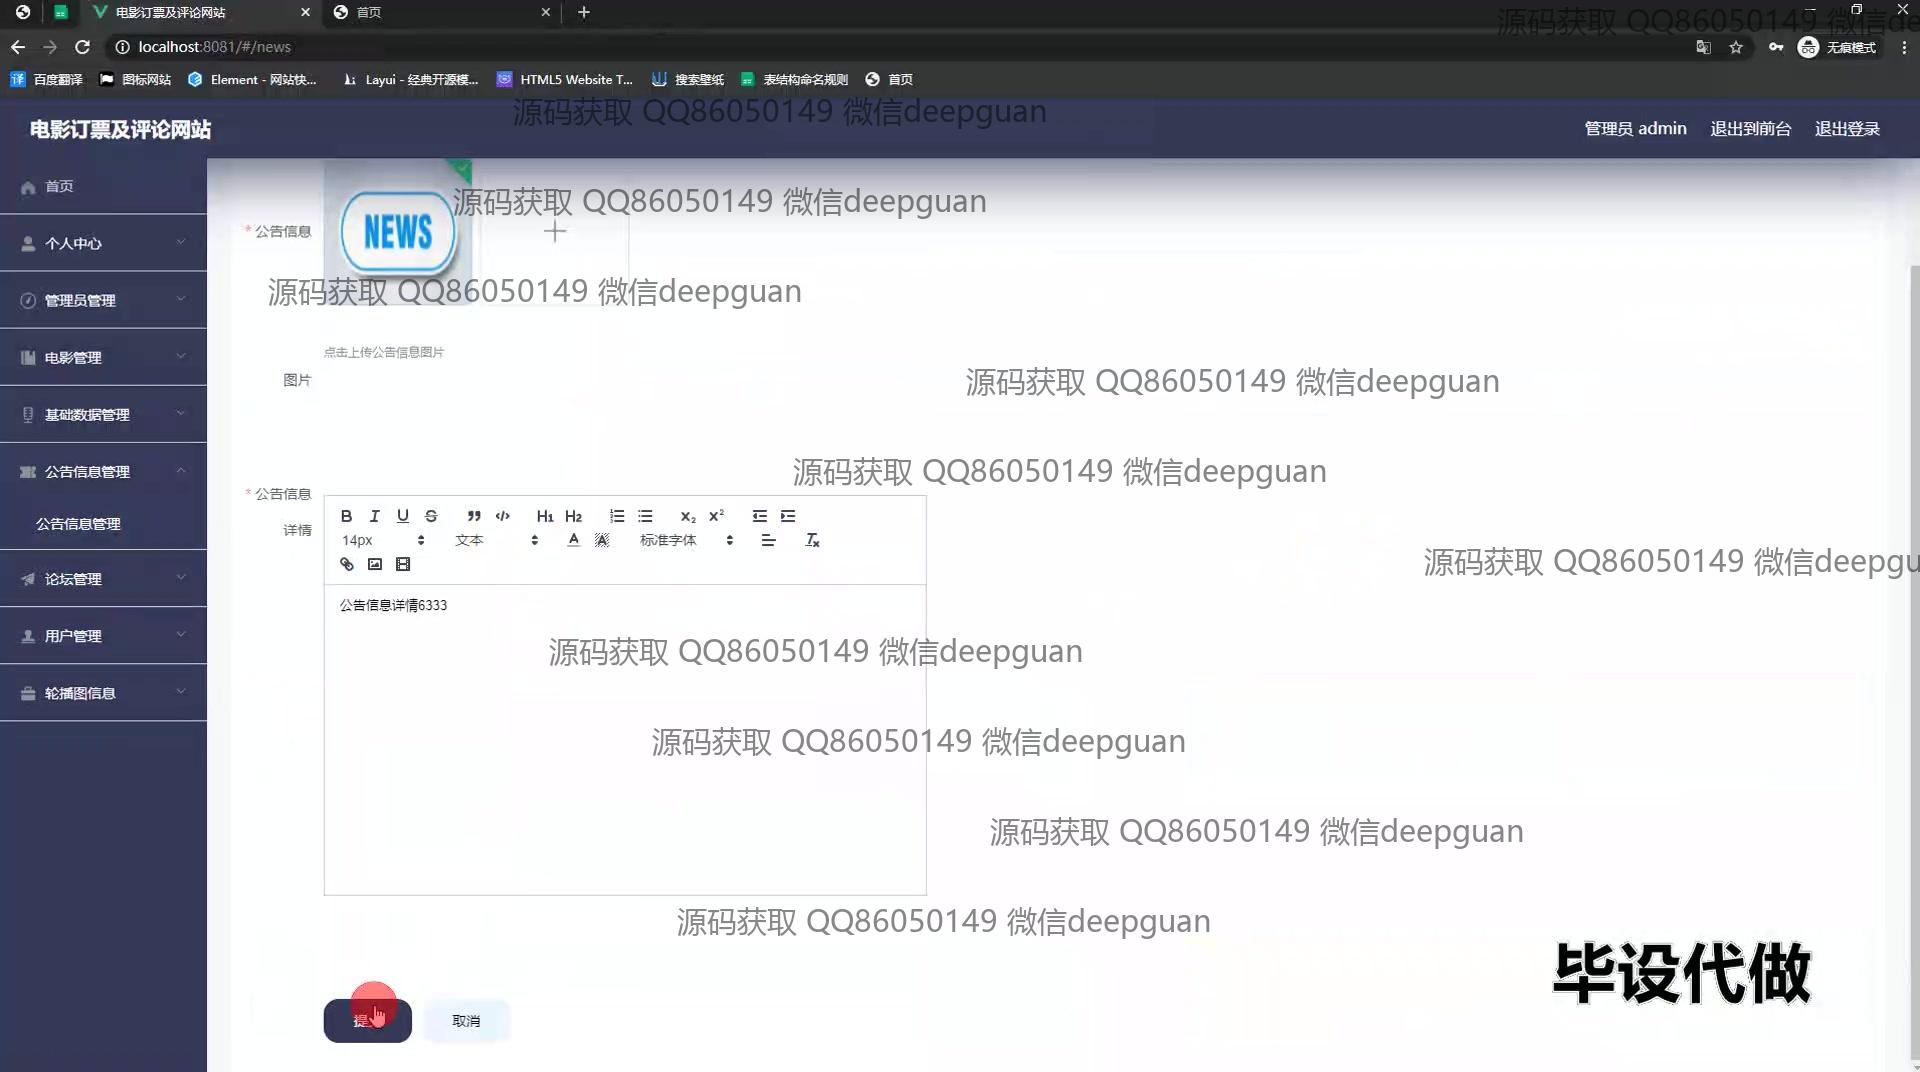 电影订票及评论网站
首页
localhost:8081/#/news
无痕模式
百度翻译
图标网站
Element - 网站快...
Layui - 经典开源模...
HTML5 Website T...
搜索壁纸
表结构命名规则
首页
源码获取 QQ86050149 微信de
源码获取 QQ86050149 微信deepguan
电影订票及评论网站
管理员 admin
退出到前台
退出登录
首页
个人中心
管理员管理
电影管理
基础数据管理
公告信息管理
公告信息管理
论坛管理
用户管理
轮播图信息
* 公告信息
图片
NEWS
源码获取 QQ86050149 微信deepguan
源码获取 QQ86050149 微信deepguan
点击上传公告信息图片
源码获取 QQ86050149 微信deepguan
源码获取 QQ86050149 微信deepguan
* 公告信息
详情
B I U S H1 H2 x₂ x²
14px 文本 A A 标准字体
公告信息详情6333
源码获取 QQ86050149 微信deepgu
源码获取 QQ86050149 微信deepguan
源码获取 QQ86050149 微信deepguan
源码获取 QQ86050149 微信deepguan
源码获取 QQ86050149 微信deepguan
毕设代做
提
取消